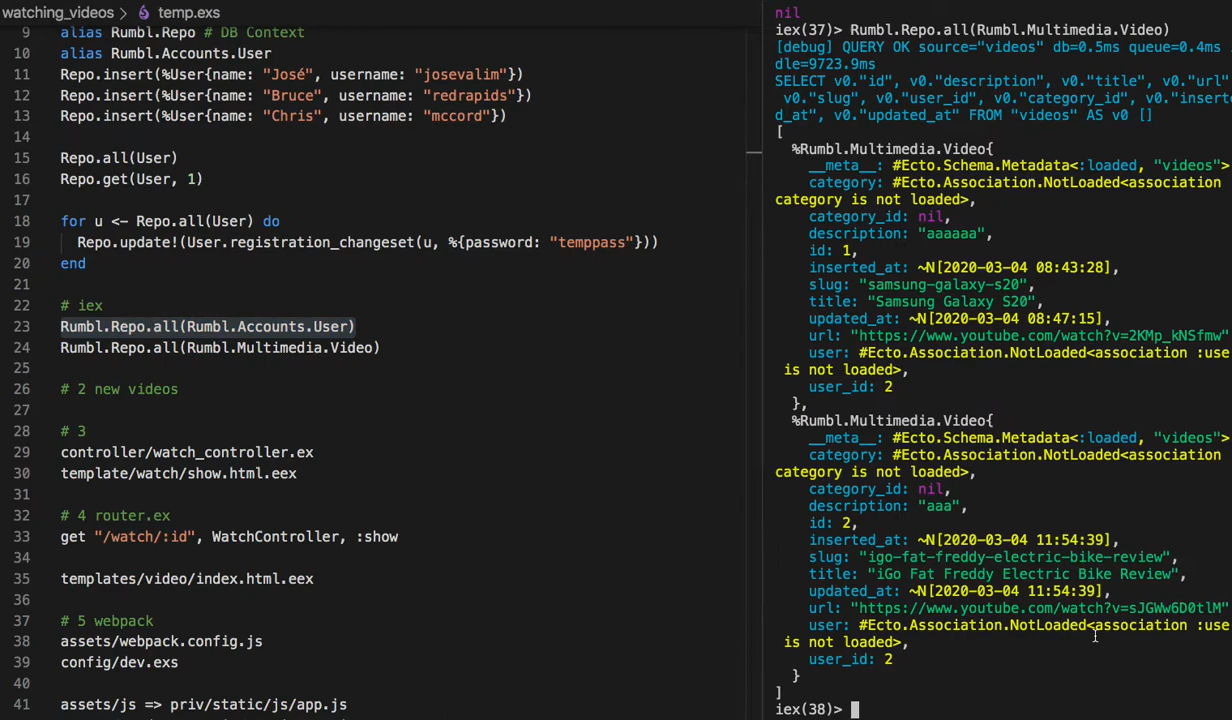 watching_videos > temp.exs
9 alias Rumbl.Repo # DB Context
10 alias Rumbl.Accounts.User
11 Repo.insert(%User{name: "José", username: "josevalim"})
12 Repo.insert(%User{name: "Bruce", username: "redrapids"})
13 Repo.insert(%User{name: "Chris", username: "mccord"})
14
15 Repo.all(User)
16 Repo.get(User, 1)
17
18 for u <- Repo.all(User) do
19 Repo.update!(User.registration_changeset(u, %{password: "temppass"}))
20 end
21
22 # iex
23 Rumbl.Repo.all(Rumbl.Accounts.User)
24 Rumbl.Repo.all(Rumbl.Multimedia.Video)
25
26 # 2 new videos
27
28 # 3
29 controller/watch_controller.ex
30 template/watch/show.html.eex
31
32 # 4 router.ex
33 get "/watch/:id", WatchController, :show
34
35 templates/video/index.html.eex
36
37 # 5 webpack
38 assets/webpack.config.js
39 config/dev.exs
40
41 assets/js => priv/static/js/app.js
nil
iex(37)> Rumbl.Repo.all(Rumbl.Multimedia.Video)
[debug] QUERY OK source="videos" db=0.5ms queue=0.4ms
dle=9723.9ms
SELECT v0."id", v0."description", v0."title", v0."url"
v0."slug", v0."user_id", v0."category_id", v0."insert
d_at", v0."updated_at" FROM "videos" AS v0 []
[
%Rumbl.Multimedia.Video{
__meta__: #Ecto.Schema.Metadata<:loaded, "videos">
category: #Ecto.Association.NotLoaded<association
category is not loaded>,
category_id: nil,
description: "aaaaaa",
id: 1,
inserted_at: ~N[2020-03-04 08:43:28],
slug: "samsung-galaxy-s20",
title: "Samsung Galaxy S20",
updated_at: ~N[2020-03-04 08:47:15],
url: "https://www.youtube.com/watch?v=2KMp_kNSfmw"
user: #Ecto.Association.NotLoaded<association :use
is not loaded>,
user_id: 2
},
%Rumbl.Multimedia.Video{
__meta__: #Ecto.Schema.Metadata<:loaded, "videos">
category: #Ecto.Association.NotLoaded<association
category is not loaded>,
category_id: nil,
description: "aaa",
id: 2,
inserted_at: ~N[2020-03-04 11:54:39],
slug: "igo-fat-freddy-electric-bike-review",
title: "iGo Fat Freddy Electric Bike Review",
updated_at: ~N[2020-03-04 11:54:39],
url: "https://www.youtube.com/watch?v=sJGWw6D0tlM"
user: #Ecto.Association.NotLoaded<association :use
is not loaded>,
user_id: 2
}
]
iex(38)>